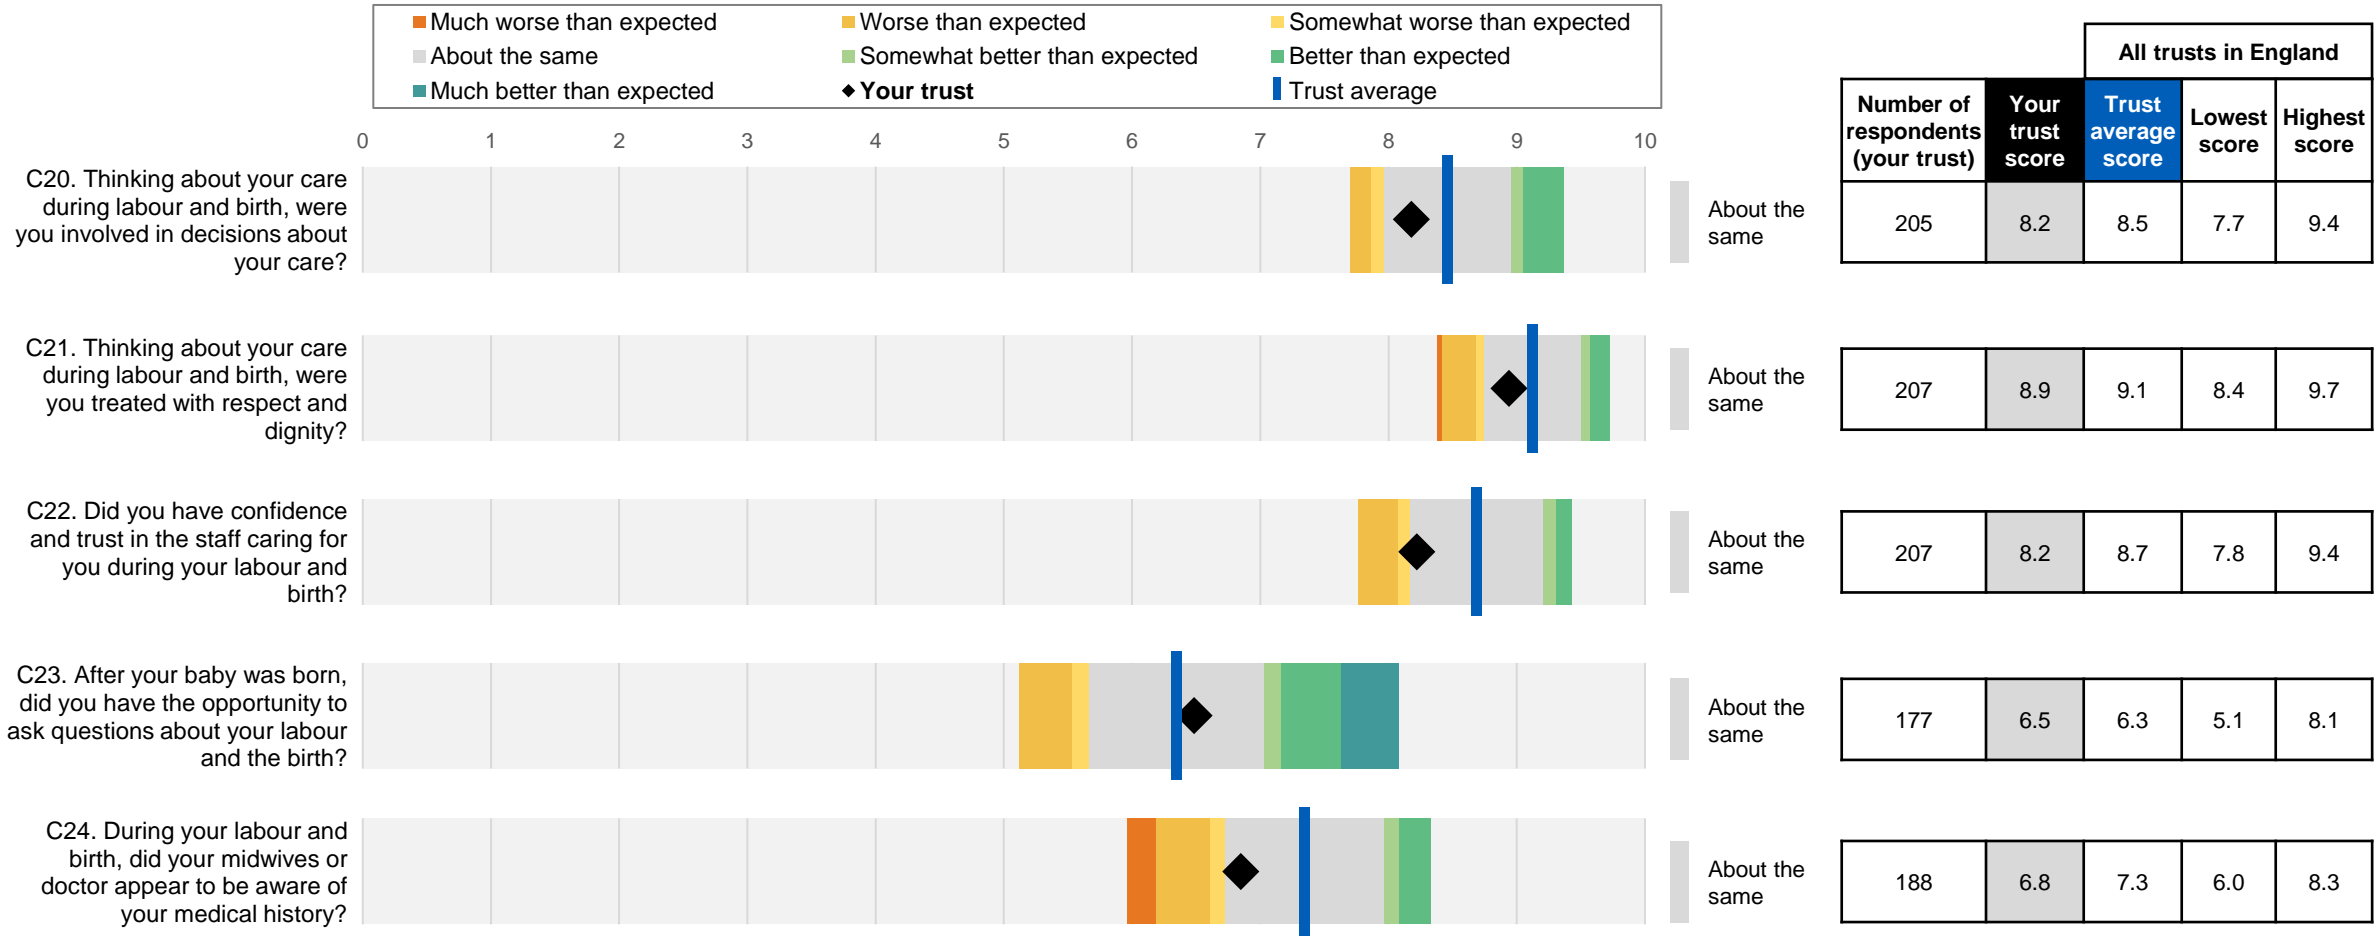 Much worse than expected
Worse than expected
Somewhat worse than expected
About the same
Somewhat better than expected
Better than expected
Much better than expected
Your trust
Trust average
All trusts in England
Number of
respondents
(your trust)
Your
trust
score
Trust
average
score
Lowest
score
Highest
score
0 1 2 3 4 5 6 7 8 9 10
C20. Thinking about your care
during labour and birth, were
you involved in decisions about
your care?
About the
same
205 8.2 8.5 7.7 9.4
C21. Thinking about your care
during labour and birth, were
you treated with respect and
dignity?
About the
same
207 8.9 9.1 8.4 9.7
C22. Did you have confidence
and trust in the staff caring for
you during your labour and
birth?
About the
same
207 8.2 8.7 7.8 9.4
C23. After your baby was born,
did you have the opportunity to
ask questions about your labour
and the birth?
About the
same
177 6.5 6.3 5.1 8.1
C24. During your labour and
birth, did your midwives or
doctor appear to be aware of
your medical history?
About the
same
188 6.8 7.3 6.0 8.3